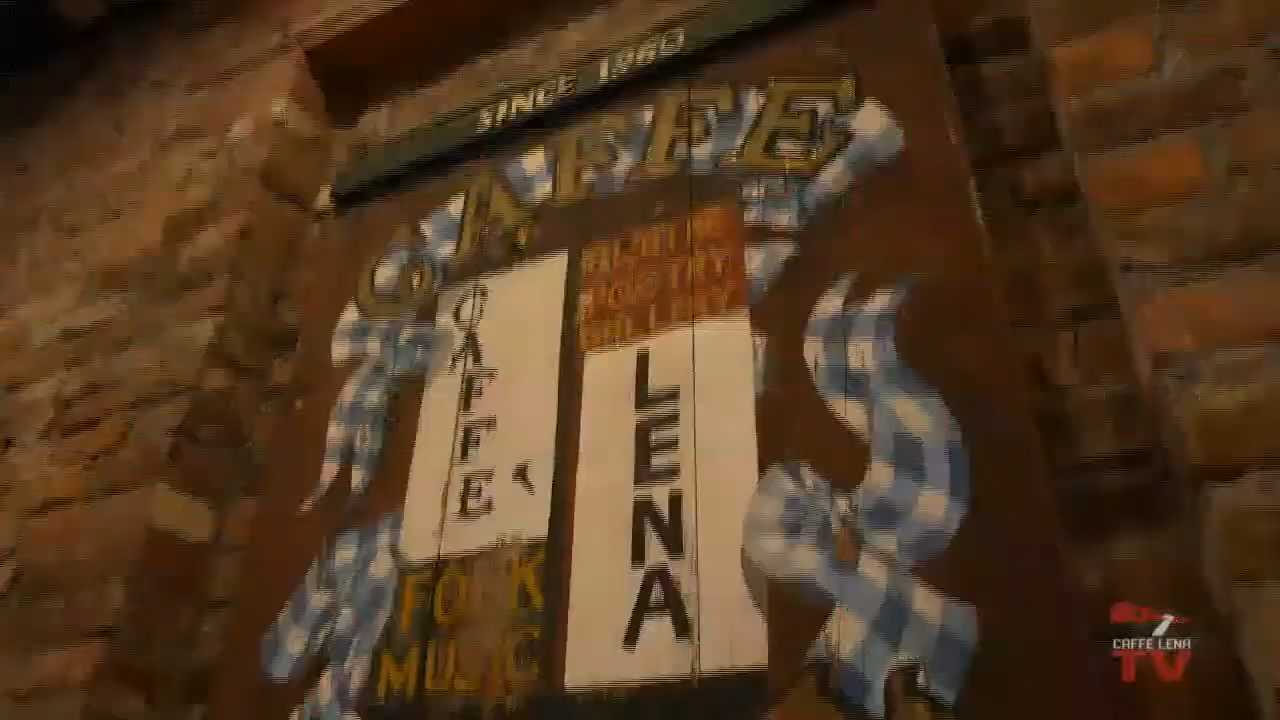 SINCE 1960
CAFFE
CAFFE
LENA
FOLK
MUSIC
CAFFE LENA
TV